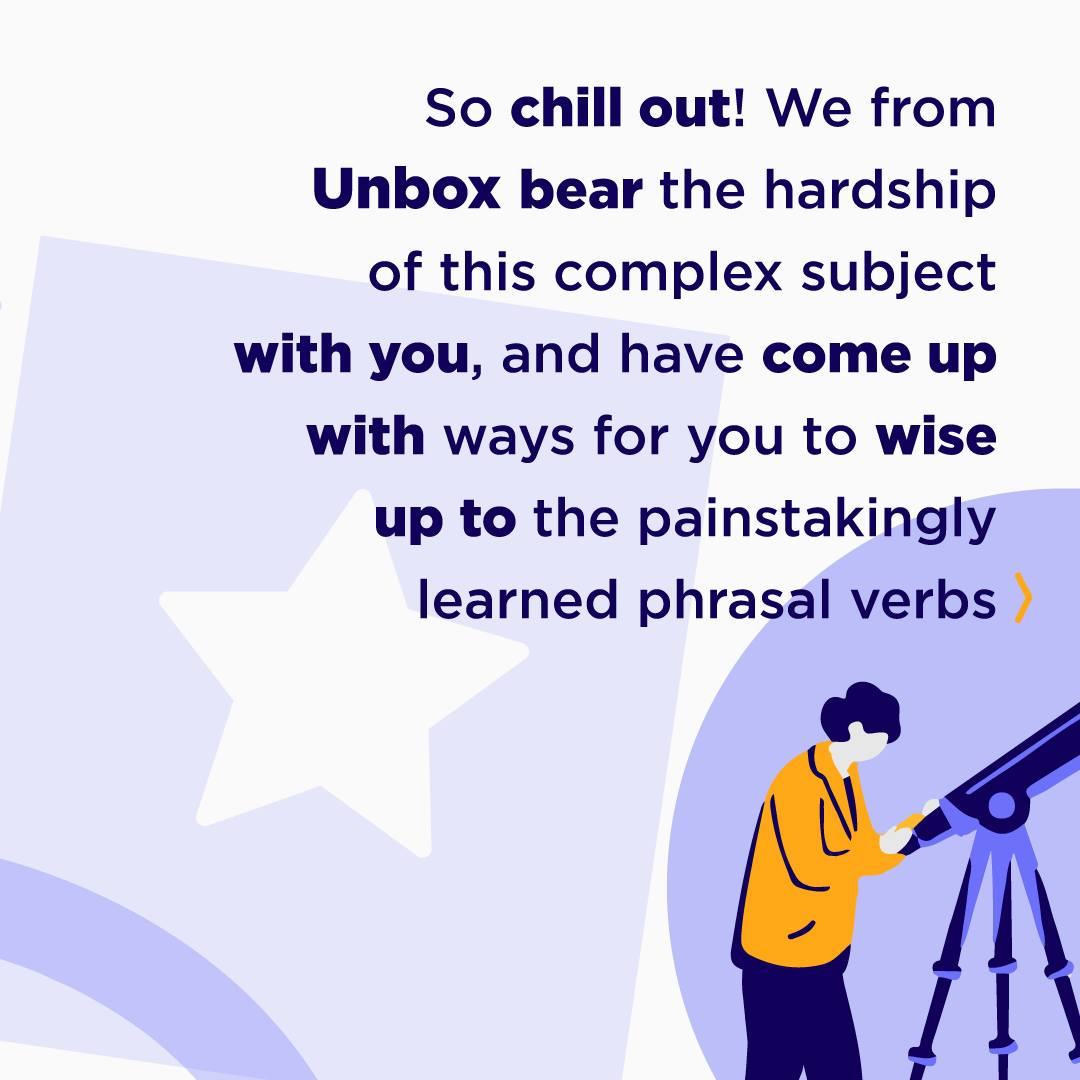 So chill out! We from
Unbox bear the hardship
of this complex subject
with you, and have come up
with ways for you to wise
up to the painstakingly
learned phrasal verbs